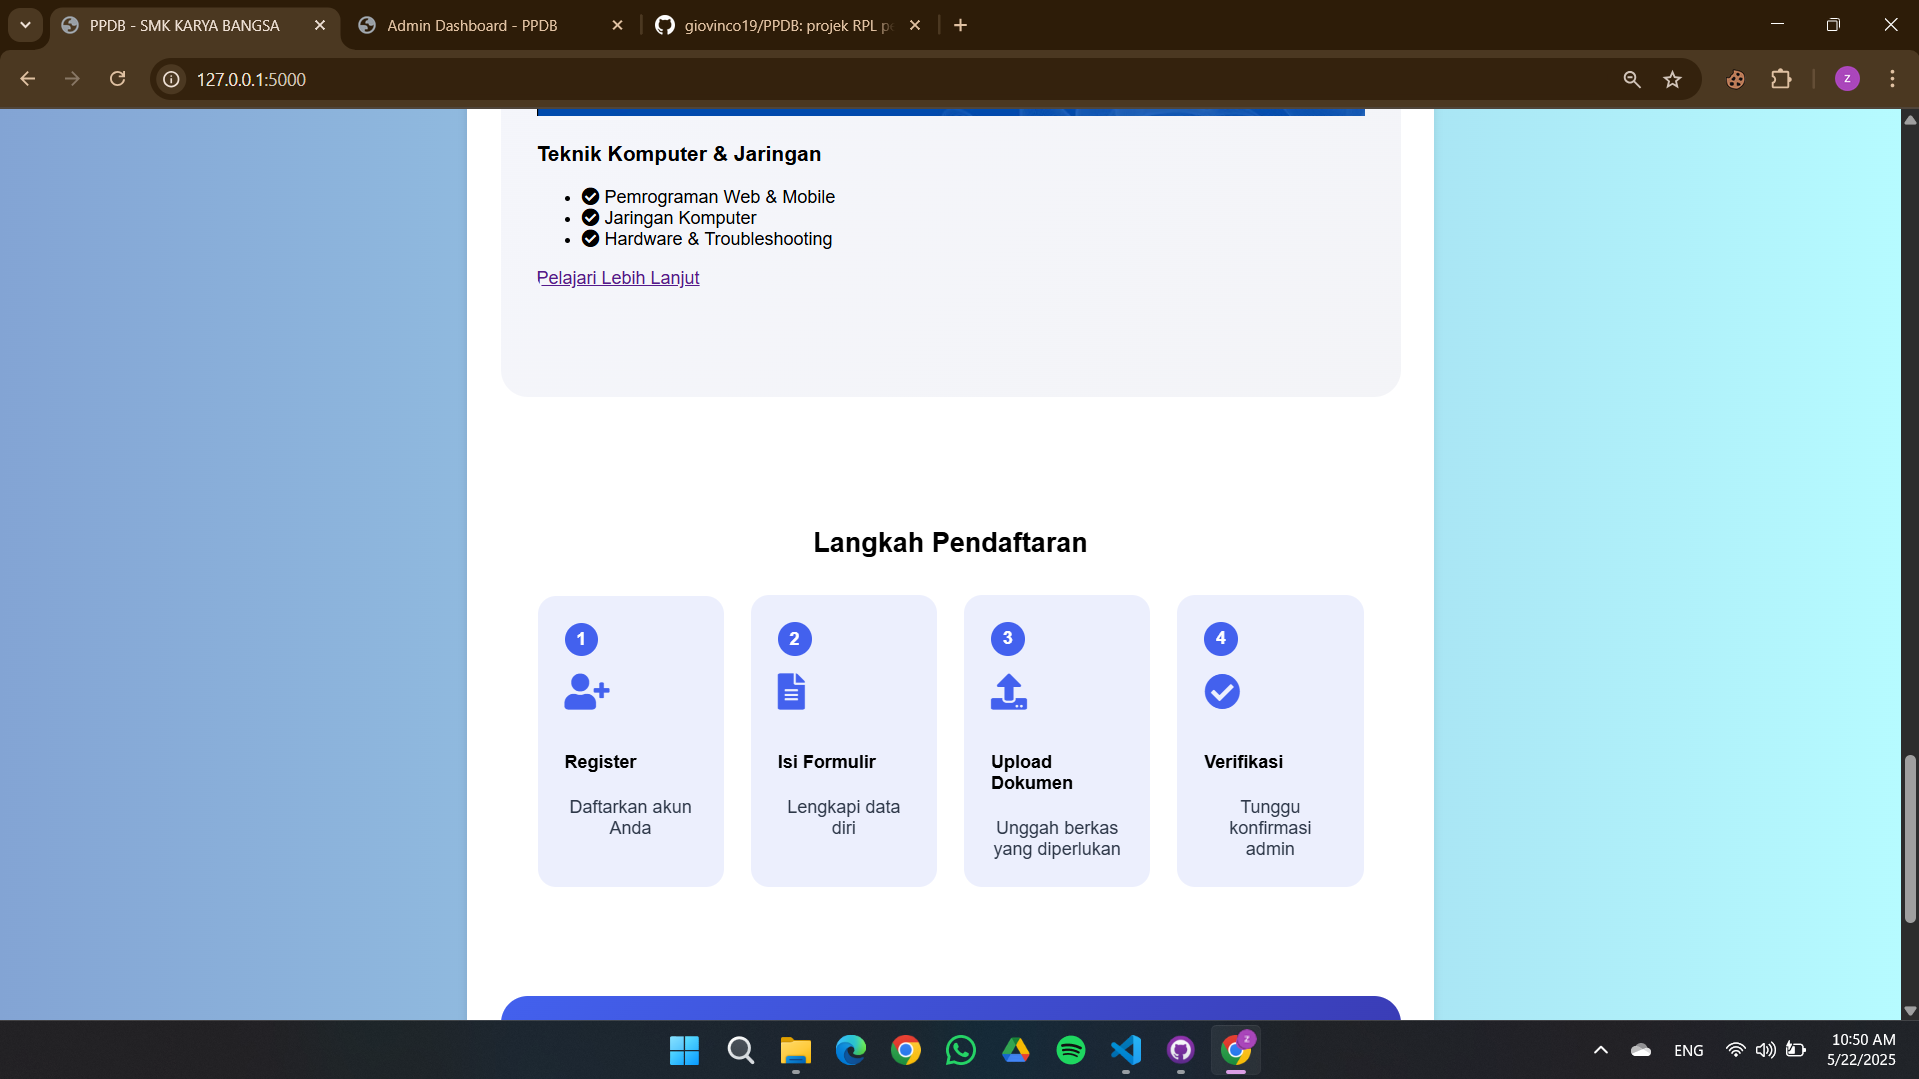 PPDB - SMK KARYA BANGSA
Admin Dashboard - PPDB
giovinco19/PPDB: projek RPL
127.0.0.1:5000
z
Teknik Komputer & Jaringan
Pemrograman Web & Mobile
Jaringan Komputer
Hardware & Troubleshooting
Pelajari Lebih Lanjut
Langkah Pendaftaran
1
Register
Daftarkan akun
Anda
2
Isi Formulir
Lengkapi data
diri
3
Upload
Dokumen
Unggah berkas
yang diperlukan
4
Verifikasi
Tunggu
konfirmasi
admin
z
ENG
10:50 AM
5/22/2025